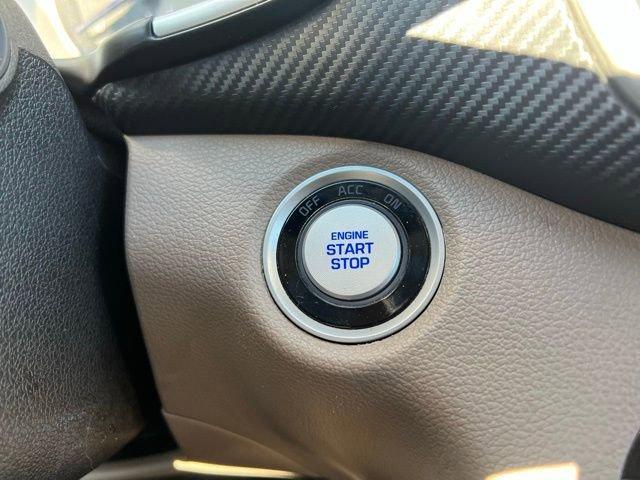 OFF ACC ON
ENGINE
START
STOP